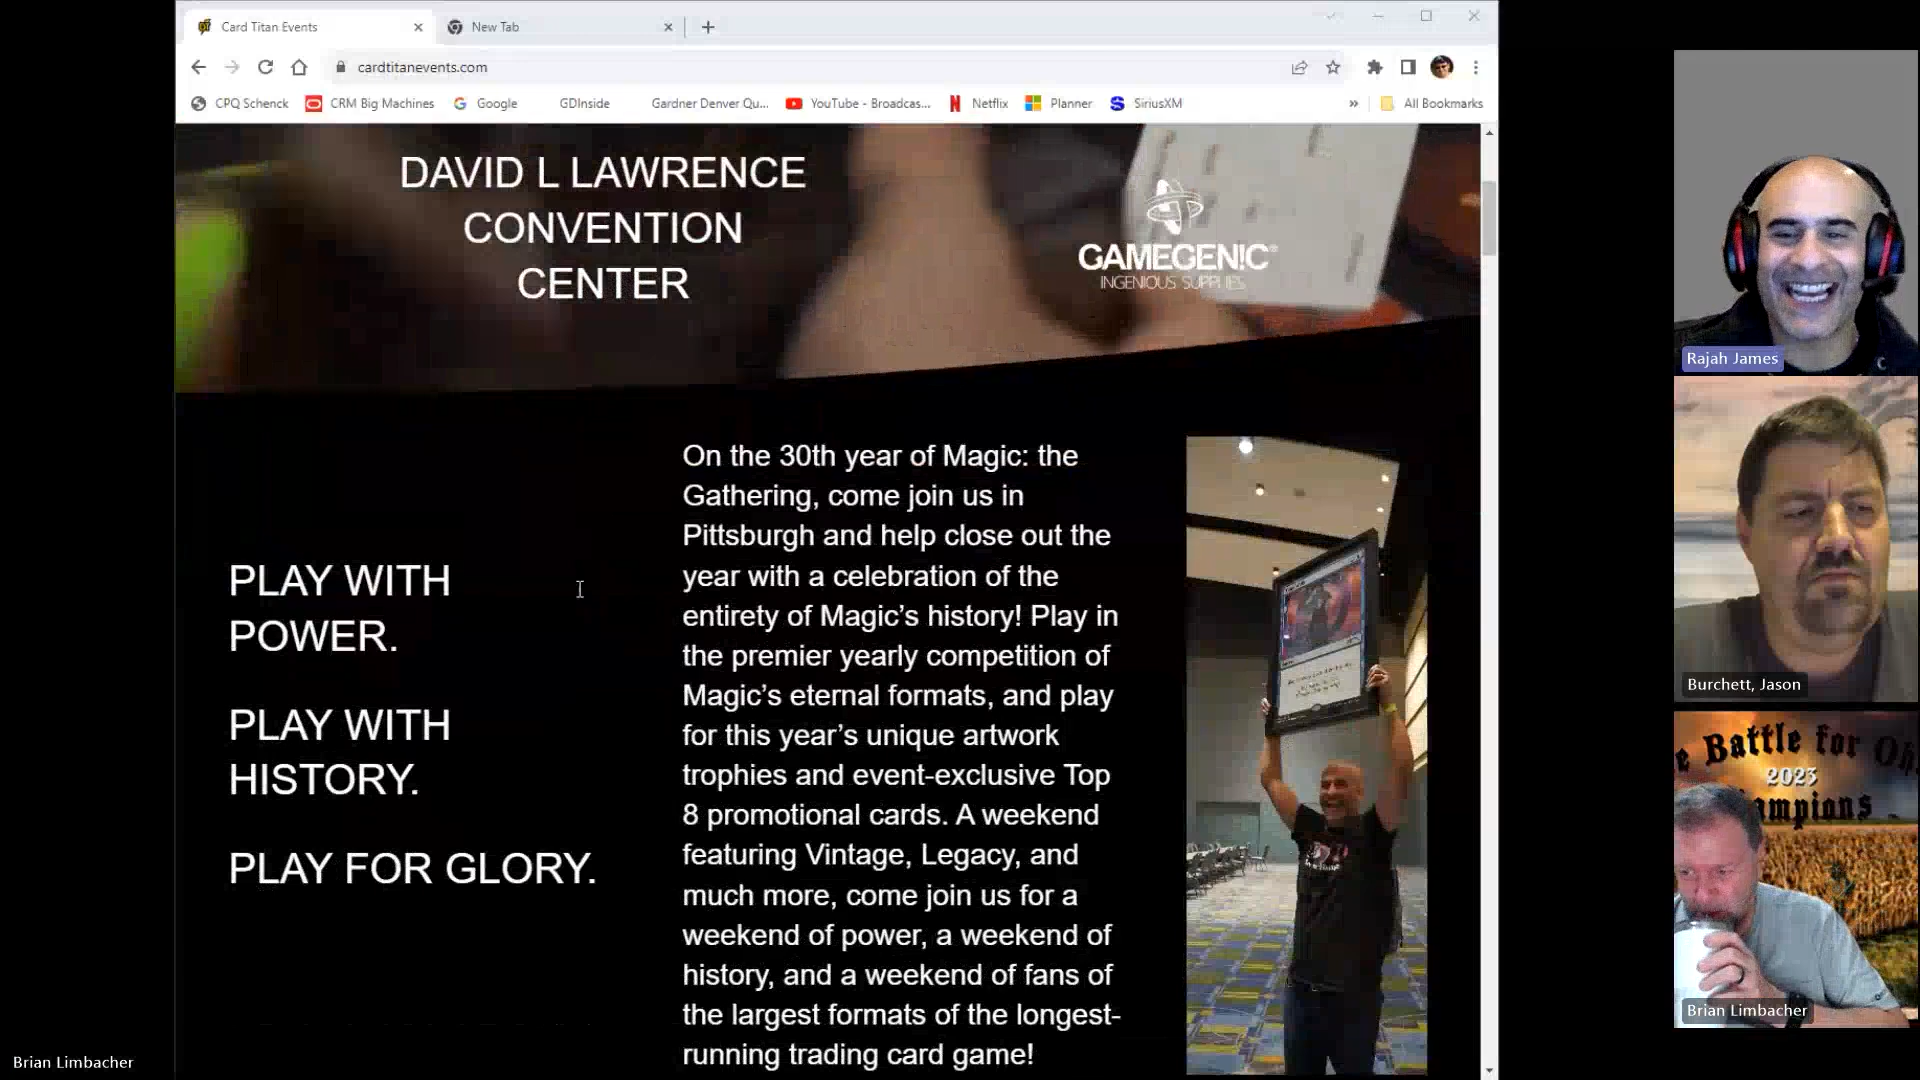 Card Titan Events
New Tab
cardtitanevents.com
CPQ Schenck
CRM Big Machines
Google
GDInside
Gardner Denver Qu...
YouTube - Broadcas...
Netflix
Planner
SiriusXM
»
All Bookmarks
DAVID L LAWRENCE
CONVENTION
CENTER
GAMEGEN!C®
INGENIOUS SUPPLIES
PLAY WITH
POWER.
PLAY WITH
HISTORY.
PLAY FOR GLORY.
On the 30th year of Magic: the
Gathering, come join us in
Pittsburgh and help close out the
year with a celebration of the
entirety of Magic’s history! Play in
the premier yearly competition of
Magic’s eternal formats, and play
for this year’s unique artwork
trophies and event-exclusive Top
8 promotional cards. A weekend
featuring Vintage, Legacy, and
much more, come join us for a
weekend of power, a weekend of
history, and a weekend of fans of
the largest formats of the longest-
running trading card game!
Rajah James
Burchett, Jason
e Battle for Oh
2023
ampions
Brian Limbacher
Brian Limbacher